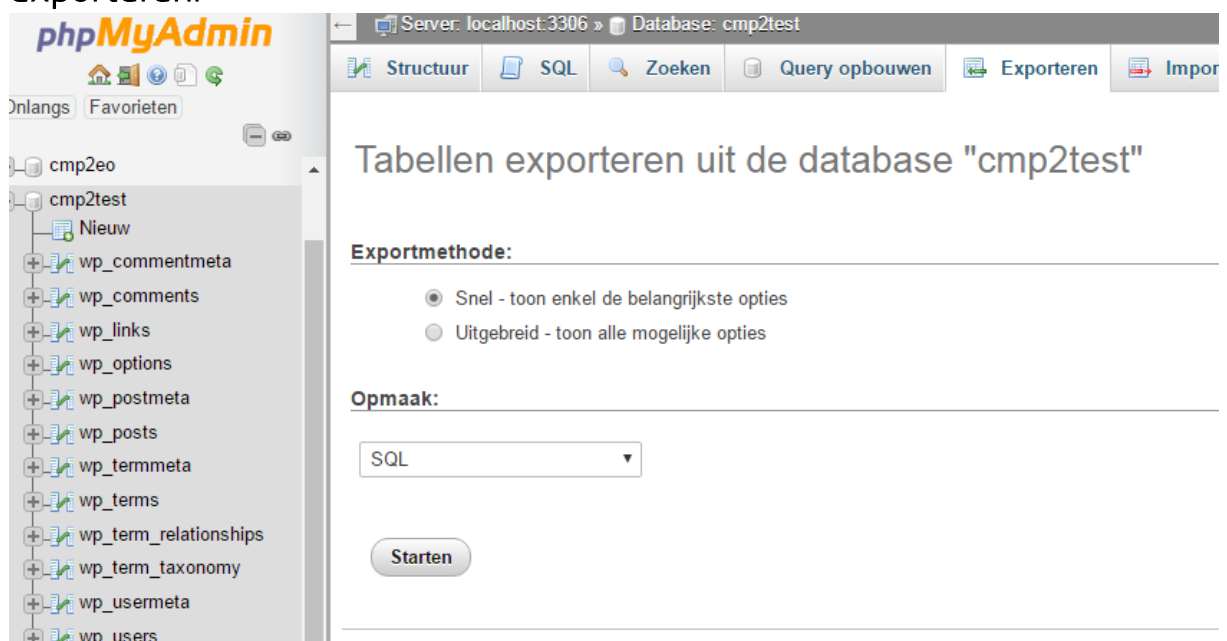 exporteren.
phpMyAdmin
Onlangs Favorieten
cmp2eo
cmp2test
Nieuw
wp_commentmeta
wp_comments
wp_links
wp_options
wp_postmeta
wp_posts
wp_termmeta
wp_terms
wp_term_relationships
wp_term_taxonomy
wp_usermeta
wp_users
Server: localhost:3306 » Database: cmp2test
Structuur SQL Zoeken Query opbouwen Exporteren Impor
Tabellen exporteren uit de database "cmp2test"
Exportmethode:
Snel - toon enkel de belangrijkste opties
Uitgebreid - toon alle mogelijke opties
Opmaak:
SQL
Starten